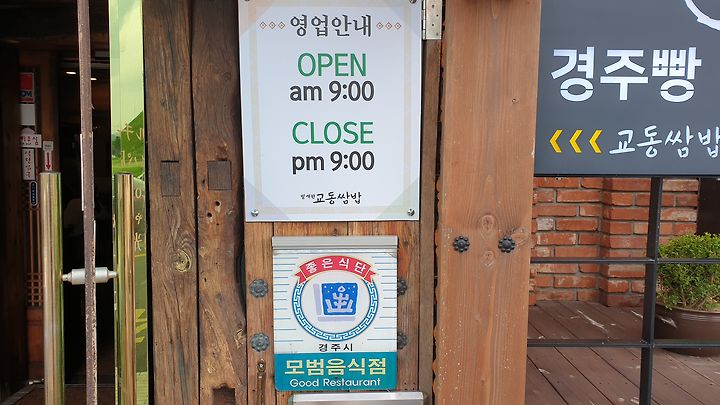 영업안내
OPEN
am 9:00
CLOSE
pm 9:00
교동쌈밥
좋은식단
경주시
모범음식점
Good Restaurant
경주빵
교동쌈밥